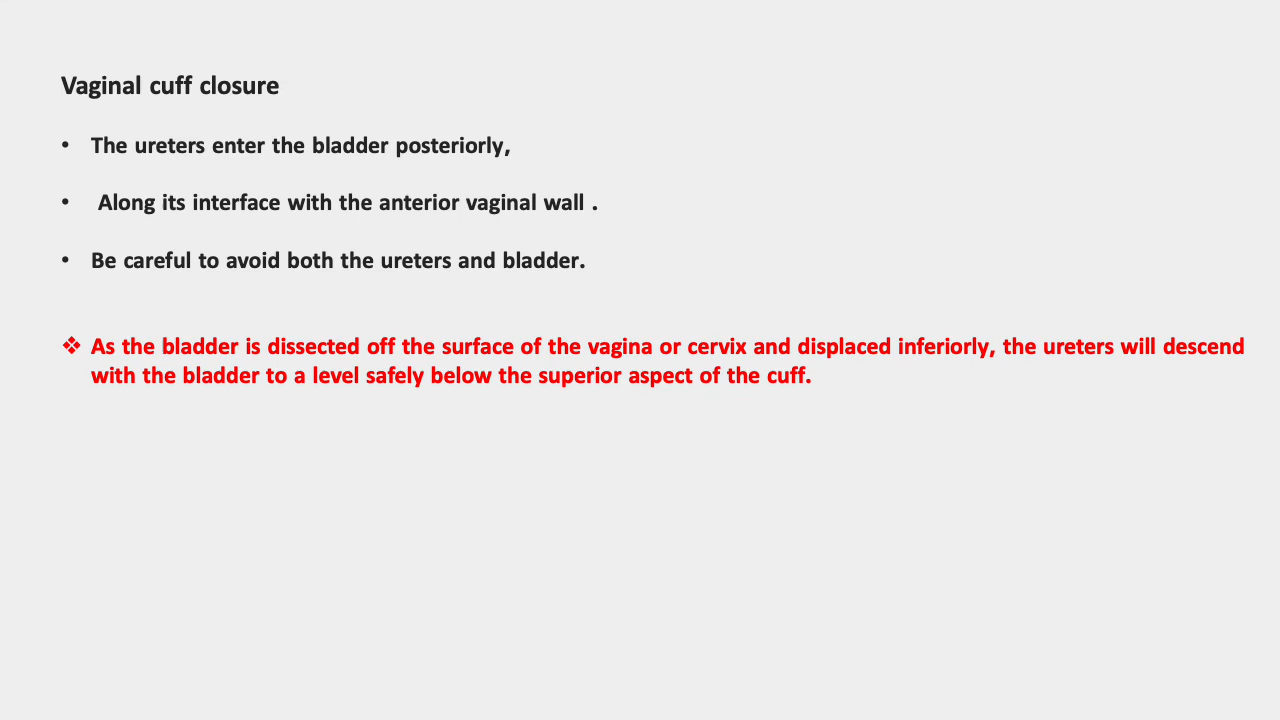 Vaginal cuff closure
• The ureters enter the bladder posteriorly,
• Along its interface with the anterior vaginal wall .
• Be careful to avoid both the ureters and bladder.
❖ As the bladder is dissected off the surface of the vagina or cervix and displaced inferiorly, the ureters will descend
with the bladder to a level safely below the superior aspect of the cuff.